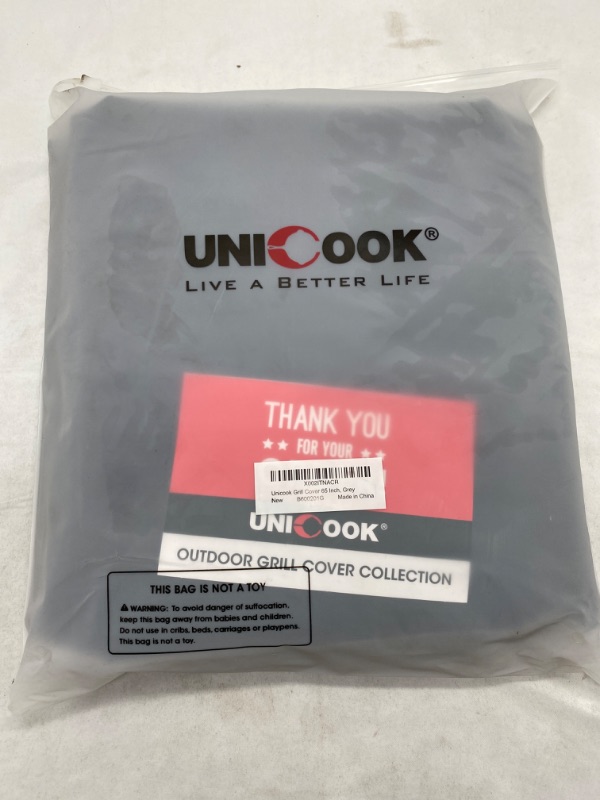 UNICOOK®
LIVE A BETTER LIFE
THANK YOU
★★ FOR YOUR ★★
Unicook Grill Cover 65 Inch, Grey
New Made in China
UNICOOK®
OUTDOOR GRILL COVER COLLECTION
THIS BAG IS NOT A TOY
⚠ WARNING: To avoid danger of suffocation,
keep this bag away from babies and children.
Do not use in cribs, beds, carriages or playpens.
This bag is not a toy.